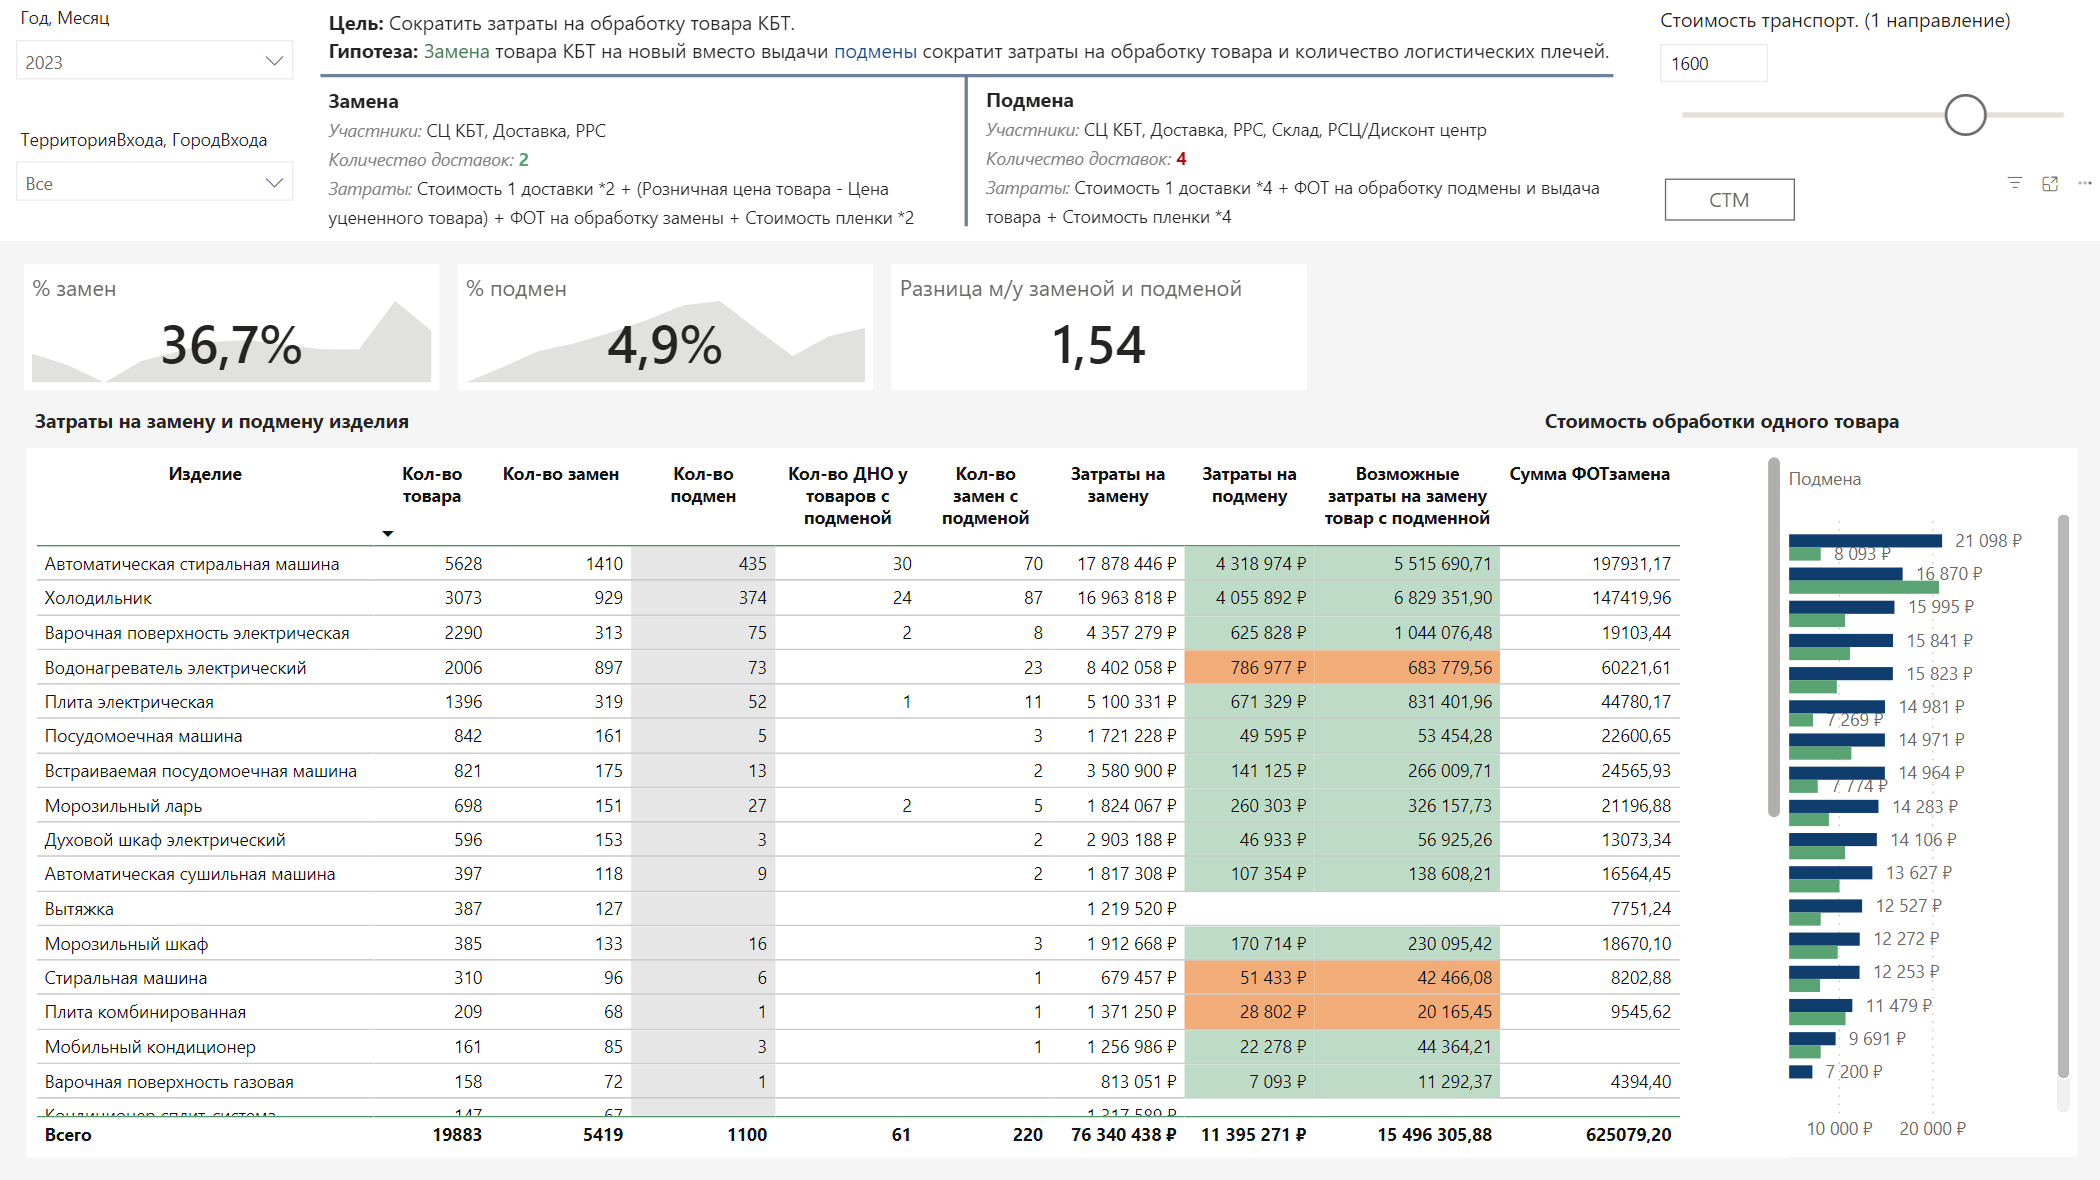 Год, Месяц
2023
ТерриторияВхода, ГородВхода
Все
Цель: Сократить затраты на обработку товара КБТ.
Гипотеза: Замена товара КБТ на новый вместо выдачи подмены сократит затраты на обработку товара и количество логистических плечей.
Замена
Участники: СЦ КБТ, Доставка, РРС
Количество доставок: 2
Затраты: Стоимость 1 доставки *2 + (Розничная цена товара - Цена
уцененного товара) + ФОТ на обработку замены + Стоимость пленки *2
Подмена
Участники: СЦ КБТ, Доставка, РРС, Склад, РСЦ/Дисконт центр
Количество доставок: 4
Затраты: Стоимость 1 доставки *4 + ФОТ на обработку подмены и выдача
товара + Стоимость пленки *4
Стоимость транспорт. (1 направление)
1600
СТМ
% замен
36,7%
% подмен
4,9%
Разница м/у заменой и подменой
1,54
Затраты на замену и подмену изделия
Изделие Кол-во товара Кол-во замен Кол-во подмен Кол-во ДНО у товаров с подменой Кол-во замен с подменой Затраты на замену Затраты на подмену Возможные затраты на замену товар с подменной Сумма ФОТзамена
Автоматическая стиральная машина 5628 1410 435 30 70 17 878 446 ₽ 4 318 974 ₽ 5 515 690,71 197931,17
Холодильник 3073 929 374 24 87 16 963 818 ₽ 4 055 892 ₽ 6 829 351,90 147419,96
Варочная поверхность электрическая 2290 313 75 2 8 4 357 279 ₽ 625 828 ₽ 1 044 076,48 19103,44
Водонагреватель электрический 2006 897 73 23 8 402 058 ₽ 786 977 ₽ 683 779,56 60221,61
Плита электрическая 1396 319 52 1 11 5 100 331 ₽ 671 329 ₽ 831 401,96 44780,17
Посудомоечная машина 842 161 5 3 1 721 228 ₽ 49 595 ₽ 53 454,28 22600,65
Встраиваемая посудомоечная машина 821 175 13 2 3 580 900 ₽ 141 125 ₽ 266 009,71 24565,93
Морозильный ларь 698 151 27 2 5 1 824 067 ₽ 260 303 ₽ 326 157,73 21196,88
Духовой шкаф электрический 596 153 3 2 2 903 188 ₽ 46 933 ₽ 56 925,26 13073,34
Автоматическая сушильная машина 397 118 9 2 1 817 308 ₽ 107 354 ₽ 138 608,21 16564,45
Вытяжка 387 127 1 219 520 ₽ 7751,24
Морозильный шкаф 385 133 16 3 1 912 668 ₽ 170 714 ₽ 230 095,42 18670,10
Стиральная машина 310 96 6 1 679 457 ₽ 51 433 ₽ 42 466,08 8202,88
Плита комбинированная 209 68 1 1 1 371 250 ₽ 28 802 ₽ 20 165,45 9545,62
Мобильный кондиционер 161 85 3 1 1 256 986 ₽ 22 278 ₽ 44 364,21
Варочная поверхность газовая 158 72 1 813 051 ₽ 7 093 ₽ 11 292,37 4394,40
Кондиционер сплит-система 147 67 1 317 589 ₽
Всего 19883 5419 1100 61 220 76 340 438 ₽ 11 395 271 ₽ 15 496 305,88 625079,20
Стоимость обработки одного товара
Подмена
21 098 ₽
8 093 ₽
16 870 ₽
15 995 ₽
15 841 ₽
15 823 ₽
14 981 ₽
7 269 ₽
14 971 ₽
14 964 ₽
7 774 ₽
14 283 ₽
14 106 ₽
13 627 ₽
12 527 ₽
12 272 ₽
12 253 ₽
11 479 ₽
9 691 ₽
7 200 ₽
10 000 ₽ 20 000 ₽